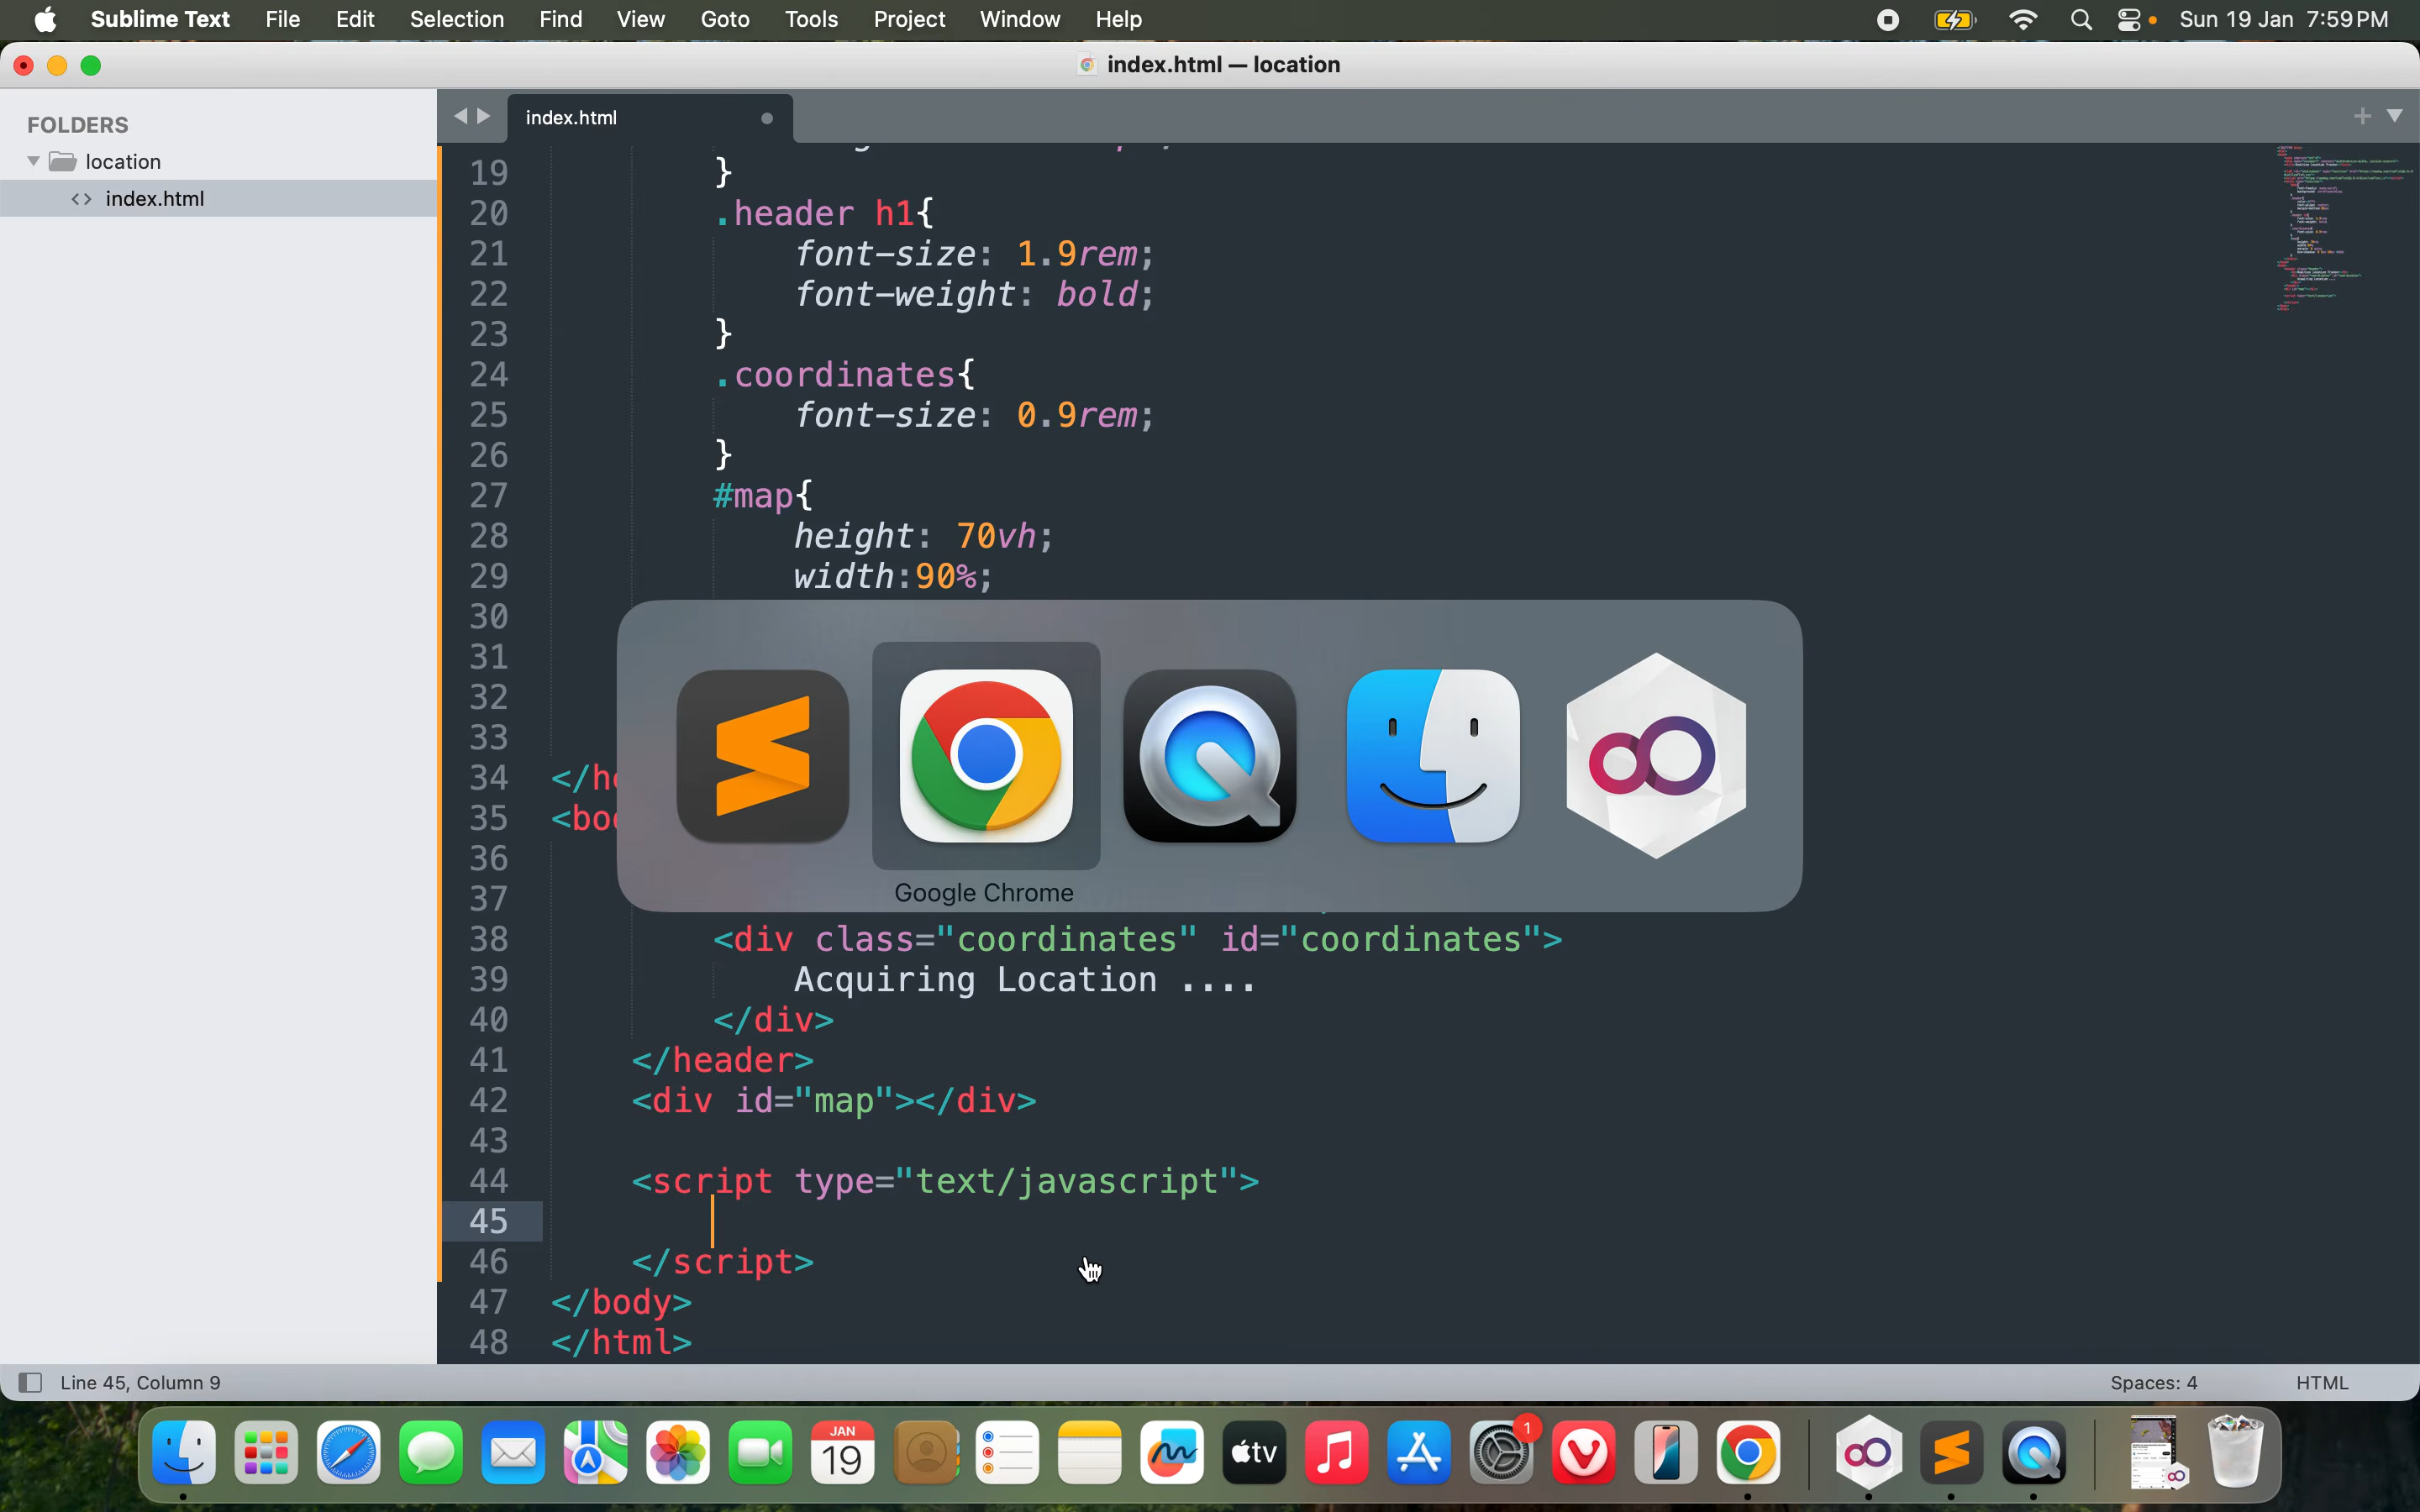 Sublime Text File Edit Selection Find View Goto Tools Project Window Help Sun 19 Jan 7:59 PM
index.html — location
FOLDERS
location
index.html
index.html
19 }
20 .header h1{
21 font-size: 1.9rem;
22 font-weight: bold;
23 }
24 .coordinates{
25 font-size: 0.9rem;
26 }
27 #map{
28 height: 70vh;
29 width:90%;
30
31
32
33
34 </he
35 <bo
36
37
Google Chrome
38 <div class="coordinates" id="coordinates">
39 Acquiring Location ....
40 </div>
41 </header>
42 <div id="map"></div>
43
44 <script type="text/javascript">
45
46 </script>
47 </body>
48 </html>
Line 45, Column 9 Spaces: 4 HTML
JAN
19
tv
1